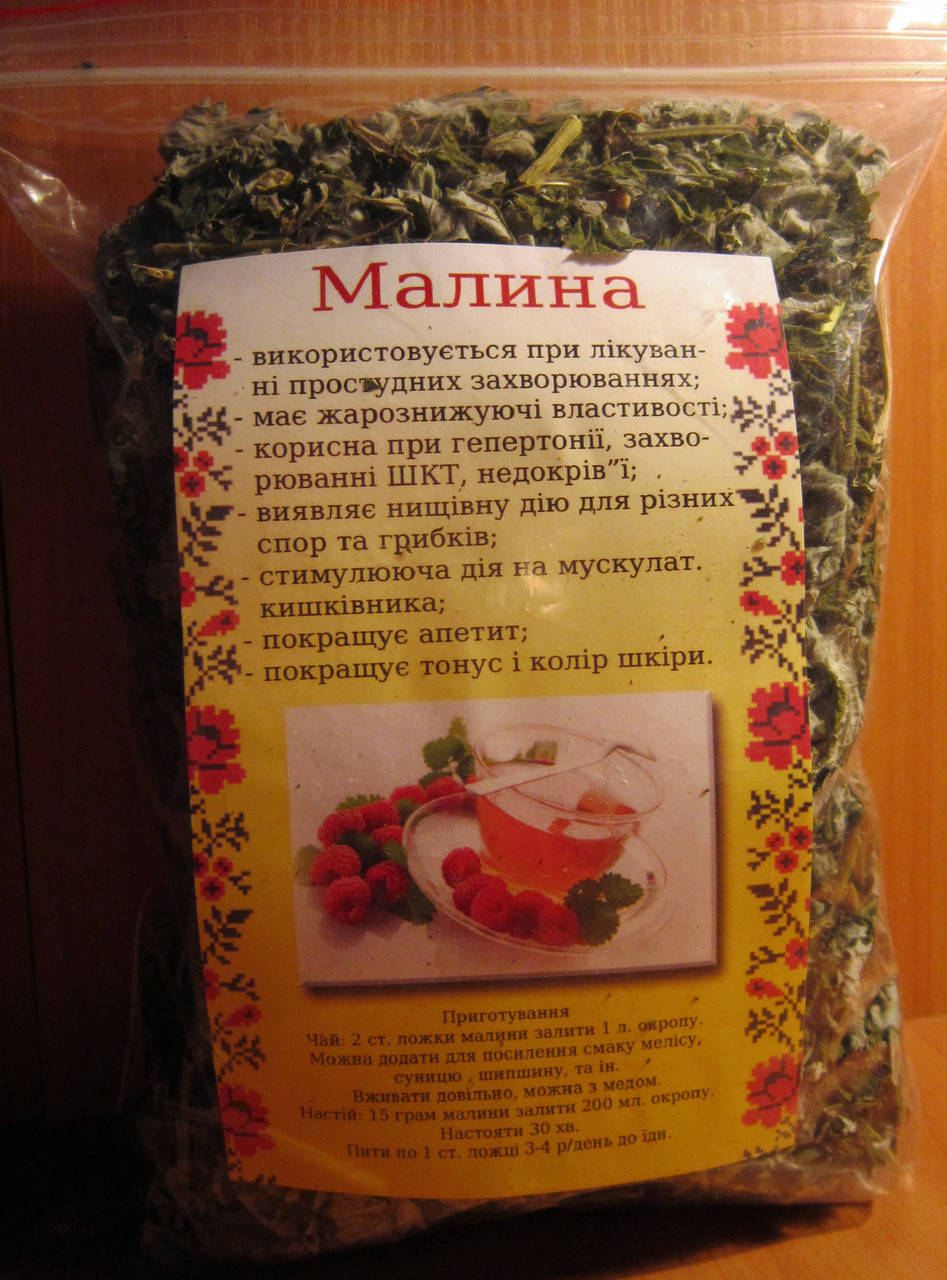 Малина
- використовується при лікуван-
ні простудних захворюваннях;
- має жарознижуючі властивості;
- корисна при гепертонії, захво-
рюванні ШКТ, недокрів”ї;
- виявляє нищівну дію для різних
спор та грибків;
- стимулююча дія на мускулат.
кишківника;
- покращує апетит;
- покращує тонус і колір шкіри.
Приготування
Чай: 2 ст. ложки малини залити 1 л. окропу.
Можна додати для посилення смаку мелісу,
суницю , шипшину, та ін.
Вживати довільно, можна з медом.
Настій: 15 грам малини залити 200 мл. окропу.
Настояти 30 хв.
Пити по 1 ст. ложці 3-4 р/день до їди.